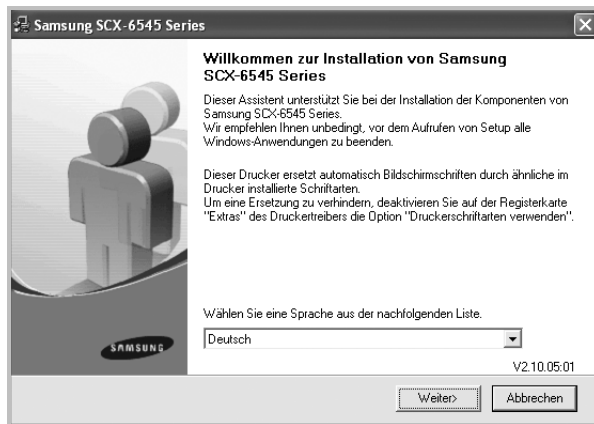 Samsung SCX-6545 Series
Willkommen zur Installation von Samsung
SCX-6545 Series
Dieser Assistent unterstützt Sie bei der Installation der Komponenten von
Samsung SCX-6545 Series.
Wir empfehlen Ihnen unbedingt, vor dem Aufrufen von Setup alle
Windows-Anwendungen zu beenden.
Dieser Drucker ersetzt automatisch Bildschirmschriften durch ähnliche im
Drucker installierte Schriftarten.
Um eine Ersetzung zu verhindern, deaktivieren Sie auf der Registerkarte
"Extras" des Druckertreibers die Option "Druckerschriftarten verwenden".
Wählen Sie eine Sprache aus der nachfolgenden Liste.
Deutsch
SAMSUNG
V2.10.05:01
Weiter>
Abbrechen